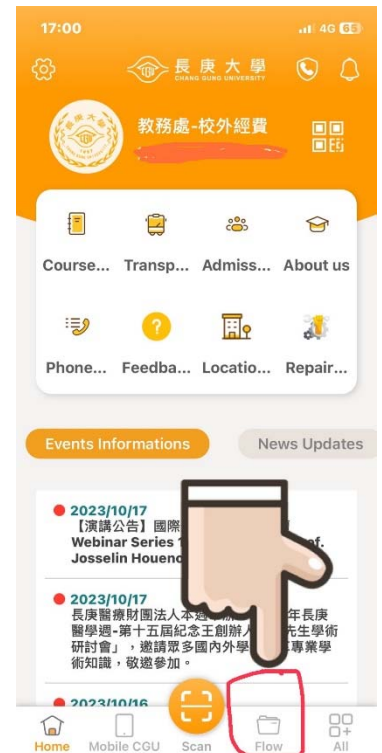 17:00
4G 65
長庚大學
CHANG GUNG UNIVERSITY
教務處-校外經費
Course... Transp... Admiss... About us
Phone... Feedba... Locatio... Repair...
Events Informations News Updates
2023/10/17
【演講公告】國際
Webinar Series
Josselin
2023/10/17
長庚醫療財團法人本 年長庚
醫學週-第十五屆紀念王創辦人 先生學術
研討會」,邀請眾多國內外學 專業學
術知識,敬邀參加。
2023/10/16
Home Mobile CGU Scan Flow All